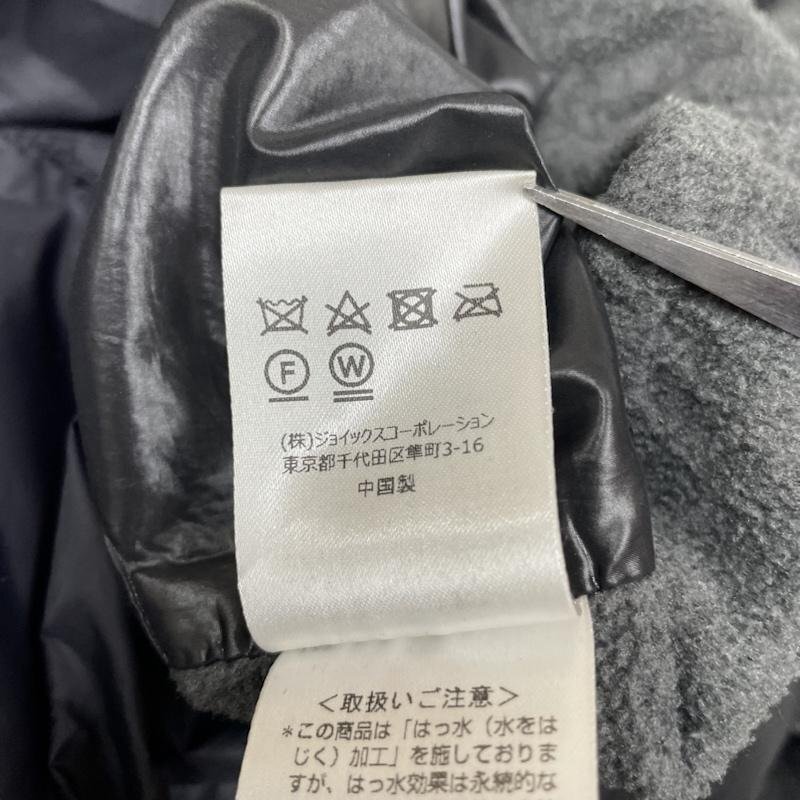 F W
(株)ジョイックスコーポレーション
東京都千代田区隼町3-16
中国製
<取扱いご注意>
*この商品は「はっ水(水をは
じく)加工」を施しておりま
すが、はっ水効果は永続的な